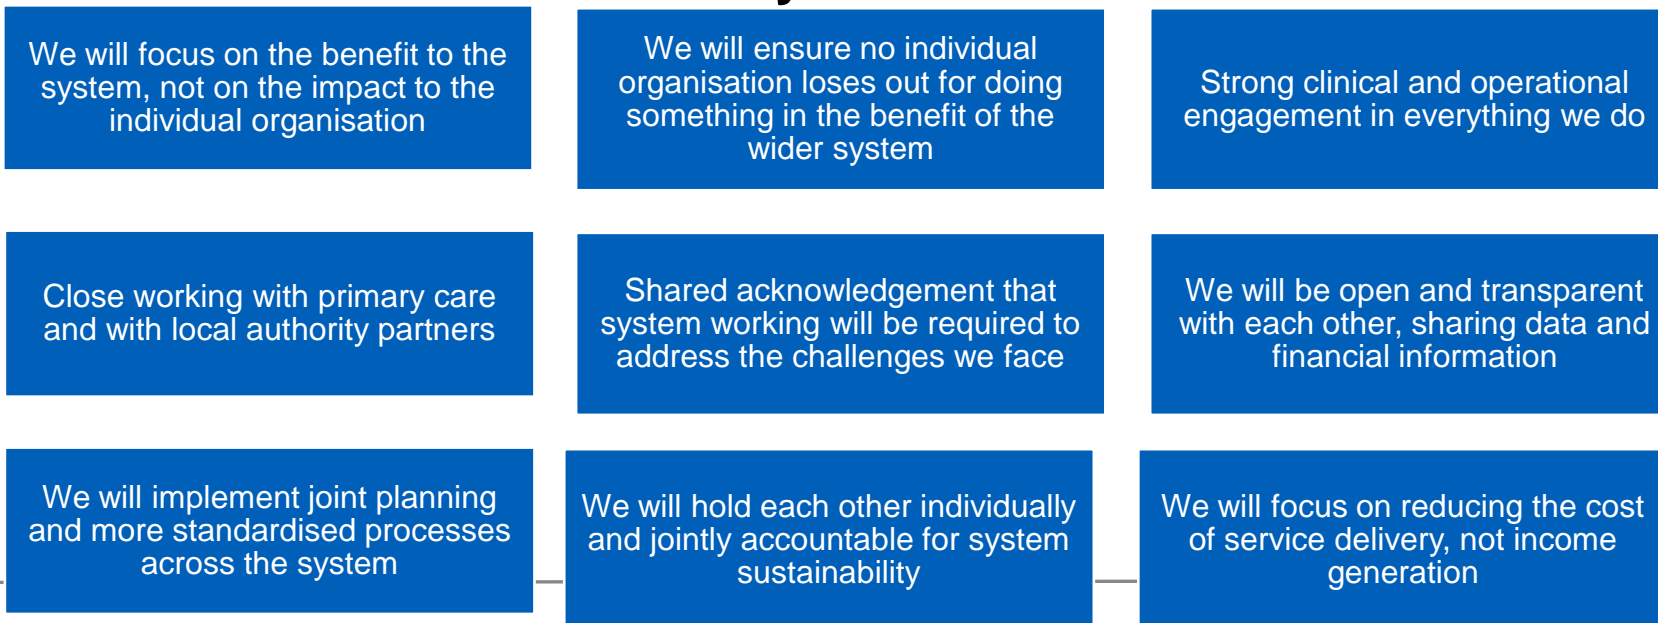 We will focus on the benefit to the
system, not on the impact to the
individual organisation
We will ensure no individual
organisation loses out for doing
something in the benefit of the
wider system
Strong clinical and operational
engagement in everything we do
Close working with primary care
and with local authority partners
Shared acknowledgement that
system working will be required to
address the challenges we face
We will be open and transparent
with each other, sharing data and
financial information
We will implement joint planning
and more standardised processes
across the system
We will hold each other individually
and jointly accountable for system
sustainability
We will focus on reducing the cost
of service delivery, not income
generation